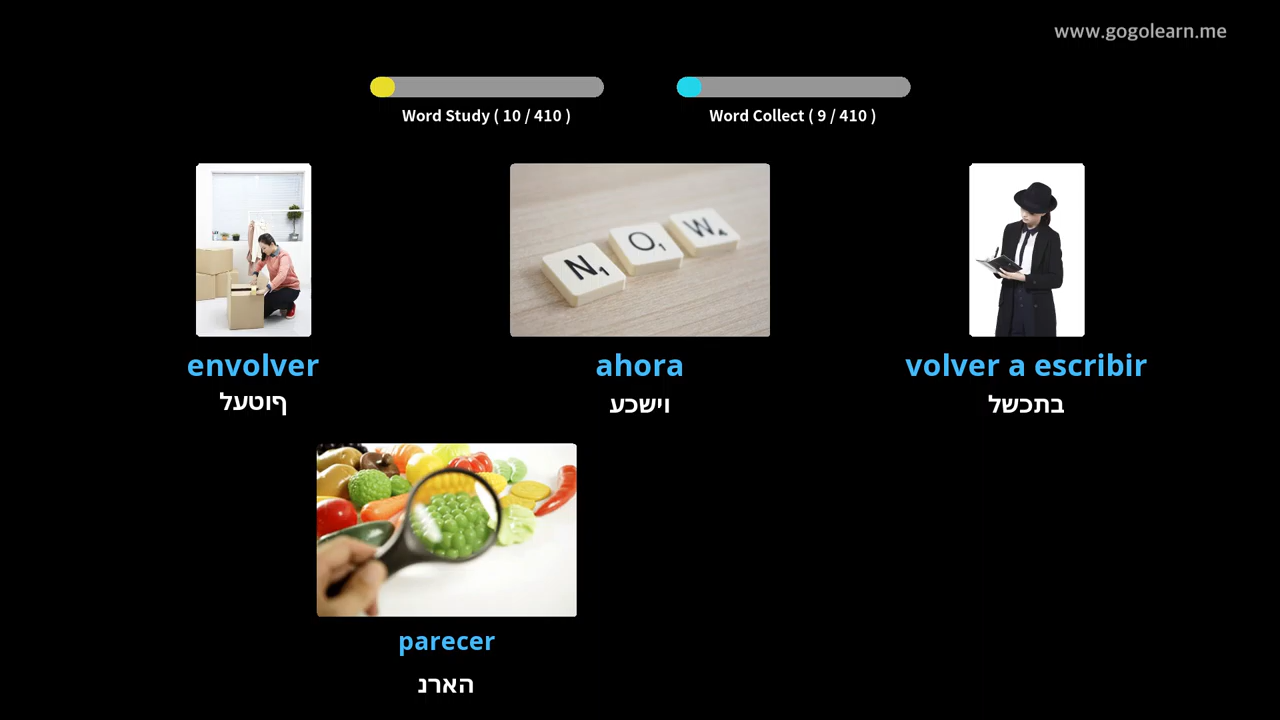 www.gogolearn.me
Word Study ( 10 / 410 )
Word Collect ( 9 / 410 )
envolver
ףוטעל
ahora
וישכע
volver a escribir
בתכשל
parecer
הארנ